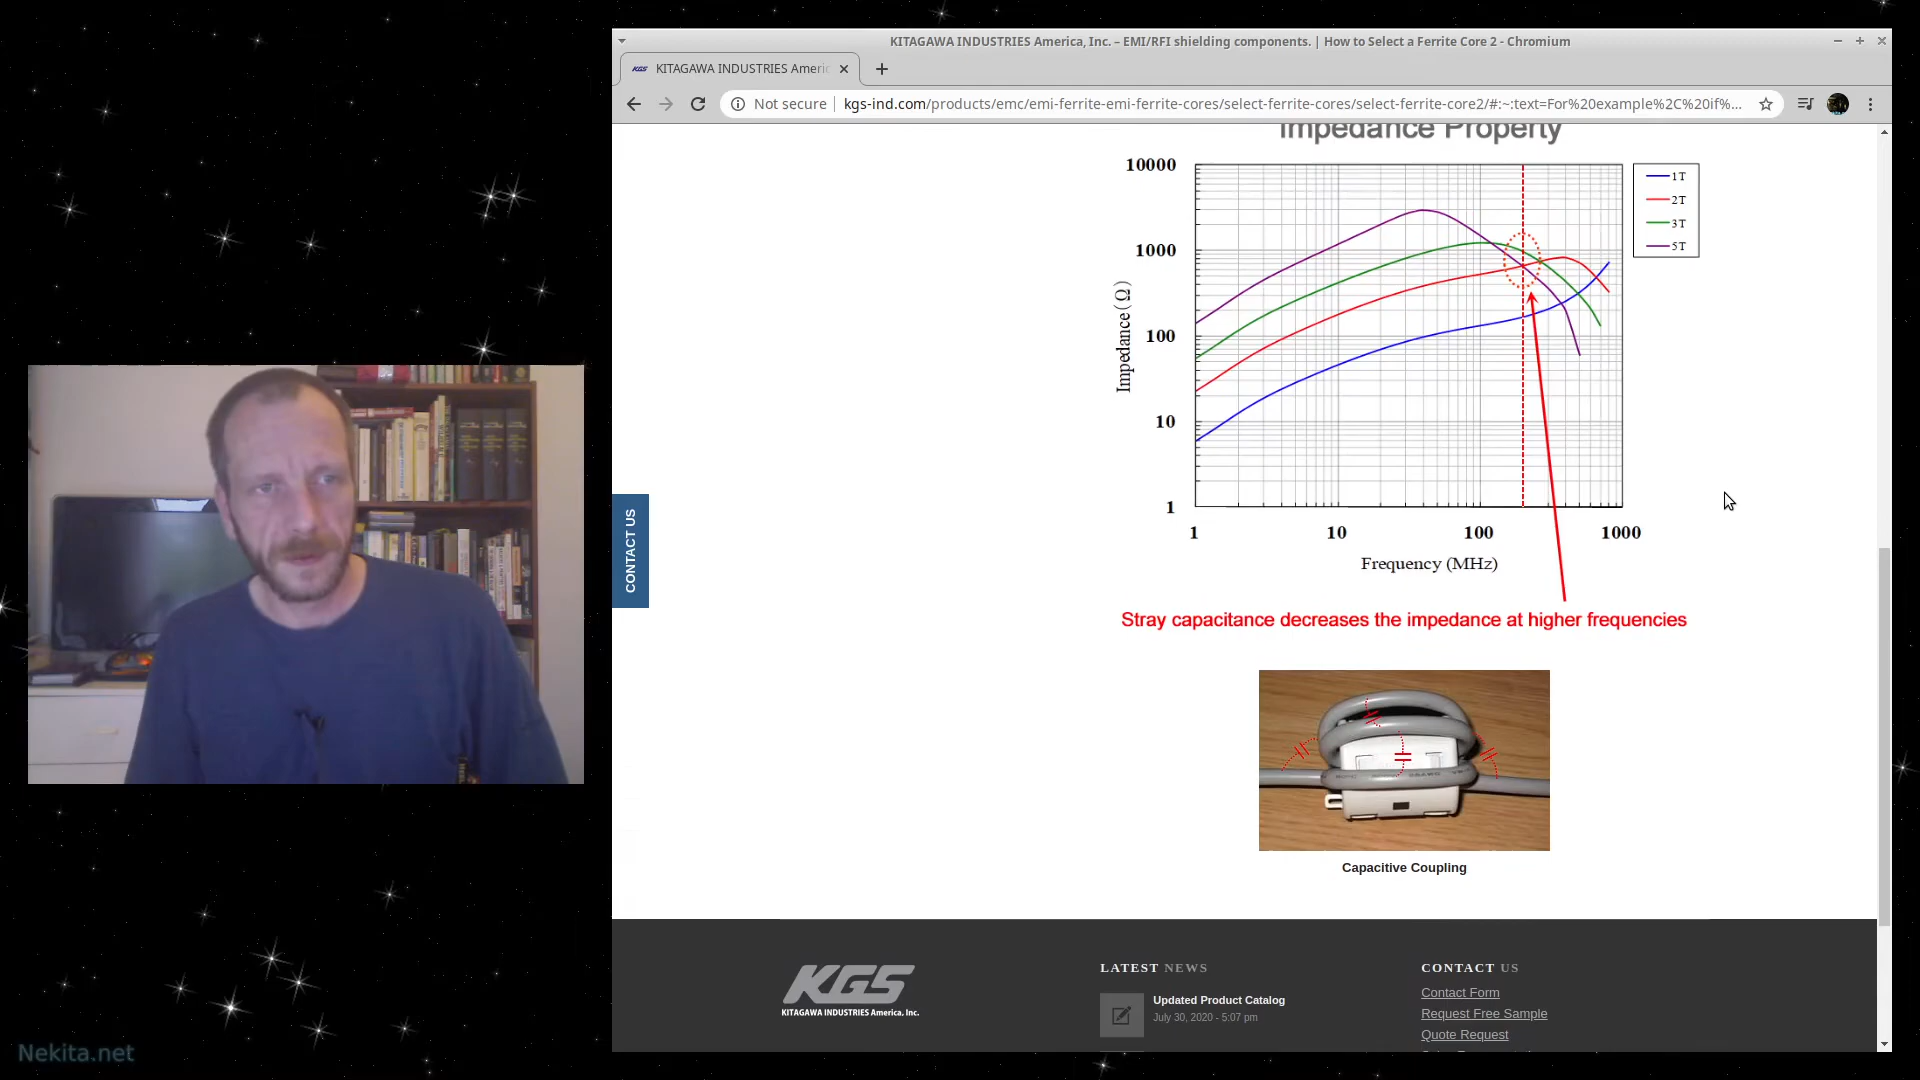 KITAGAWA INDUSTRIES America, Inc. – EMI/RFI shielding components. | How to Select a Ferrite Core 2 - Chromium
KITAGAWA INDUSTRIES Americ
Not secure
kgs-ind.com/products/emc/emi-ferrite-emi-ferrite-cores/select-ferrite-cores/select-ferrite-core2/#:~:text=For%20example%2C%20if%...
Impedance Property
10000
1000
100
10
1
Impedance (Ω)
1T
2T
3T
5T
1
10
100
1000
Frequency (MHz)
Stray capacitance decreases the impedance at higher frequencies
CONTACT US
Capacitive Coupling
KGS
KITAGAWA INDUSTRIES America, Inc.
LATEST NEWS
Updated Product Catalog
July 30, 2020 - 5:07 pm
CONTACT US
Contact Form
Request Free Sample
Quote Request
Nekita.net